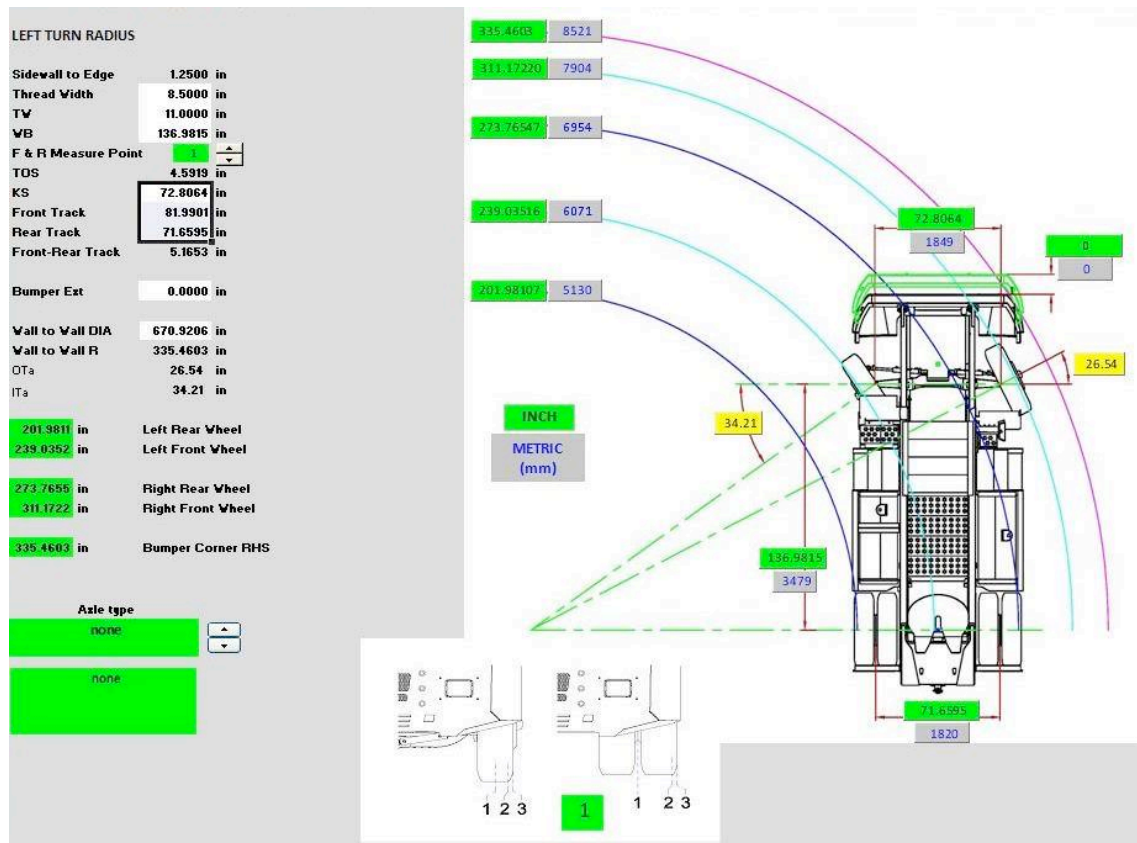 LEFT TURN RADIUS
Sidewall to Edge 1.2500 in
Thread Width 8.5000 in
TW 11.0000 in
WB 136.9815 in
F & R Measure Point 1
TOS 4.5919 in
KS 72.8064 in
Front Track 81.9901 in
Rear Track 71.6595 in
Front-Rear Track 5.1653 in
Bumper Ext 0.0000 in
Wall to Wall DIA 670.9206 in
Wall to Wall R 335.4603 in
OTa 26.54 in
ITa 34.21 in
201.9811 in Left Rear Wheel
239.0352 in Left Front Wheel
273.7655 in Right Rear Wheel
311.1722 in Right Front Wheel
335.4603 in Bumper Corner RHS
Axle type
none
none
335.4603 8521
311.17220 7904
273.76547 6954
239.03516 6071
201.98107 5130
72.8064
1849
0
0
26.54
34.21
INCH
METRIC
(mm)
136.9815
3479
71.6595
1820
1 2 3
1 2 3
1